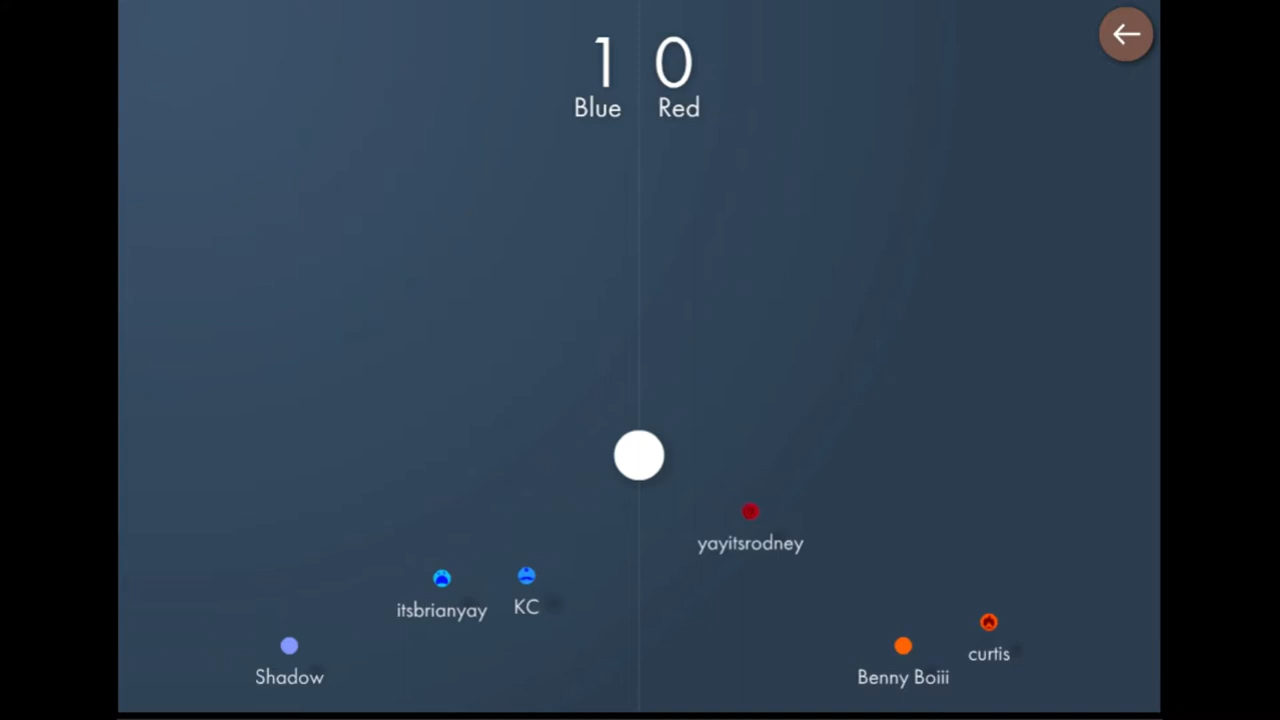 1 0
Blue Red
yayitsrodney
itsbrianyay KC
curtis
Shadow Benny Boiii